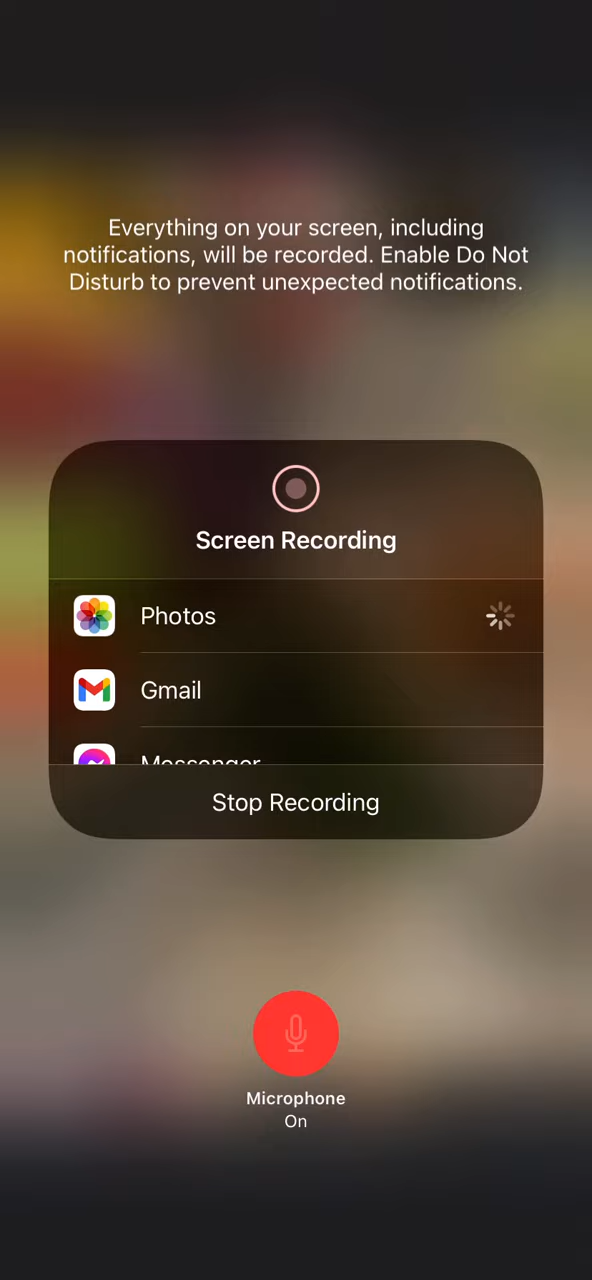 Everything on your screen, including
notifications, will be recorded. Enable Do Not
Disturb to prevent unexpected notifications.
Screen Recording
Photos
Gmail
Messenger
Stop Recording
Microphone
On